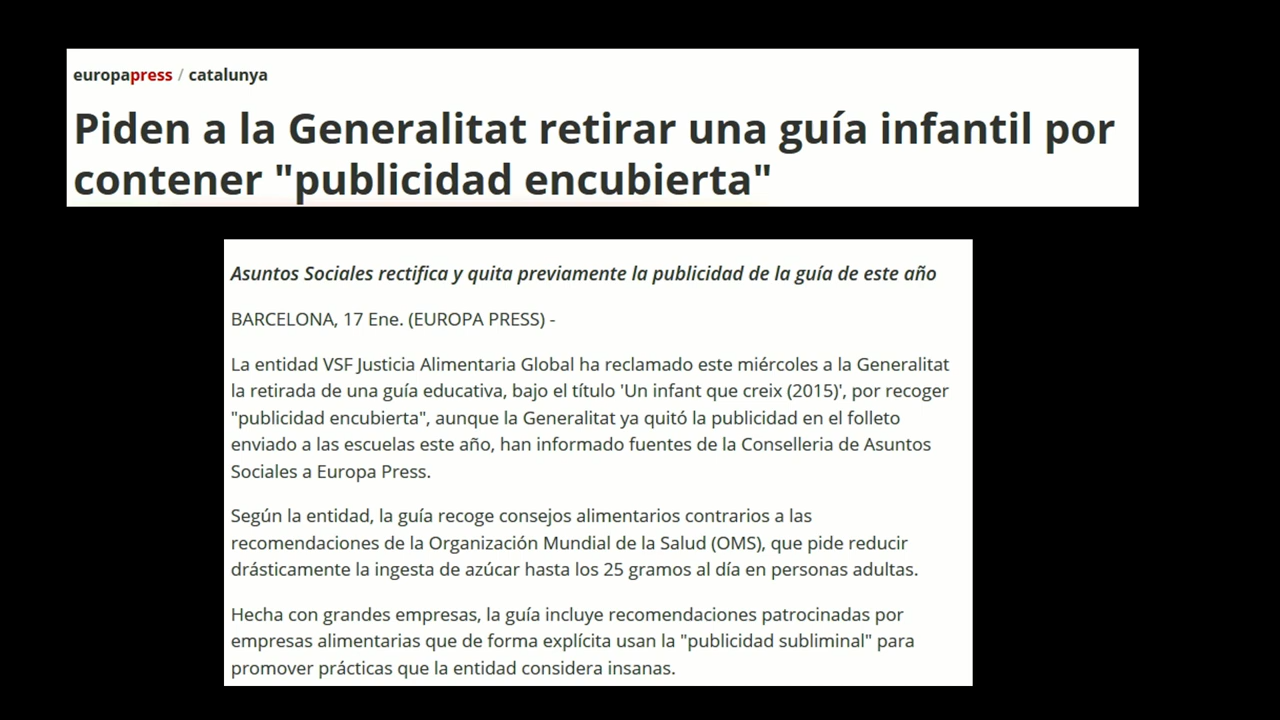 europapress / catalunya
Piden a la Generalitat retirar una guía infantil por
contener "publicidad encubierta"
Asuntos Sociales rectifica y quita previamente la publicidad de la guía de este año
BARCELONA, 17 Ene. (EUROPA PRESS) -
La entidad VSF Justicia Alimentaria Global ha reclamado este miércoles a la Generalitat
la retirada de una guía educativa, bajo el título 'Un infant que creix (2015)', por recoger
"publicidad encubierta", aunque la Generalitat ya quitó la publicidad en el folleto
enviado a las escuelas este año, han informado fuentes de la Conselleria de Asuntos
Sociales a Europa Press.
Según la entidad, la guía recoge consejos alimentarios contrarios a las
recomendaciones de la Organización Mundial de la Salud (OMS), que pide reducir
drásticamente la ingesta de azúcar hasta los 25 gramos al día en personas adultas.
Hecha con grandes empresas, la guía incluye recomendaciones patrocinadas por
empresas alimentarias que de forma explícita usan la "publicidad subliminal" para
promover prácticas que la entidad considera insanas.